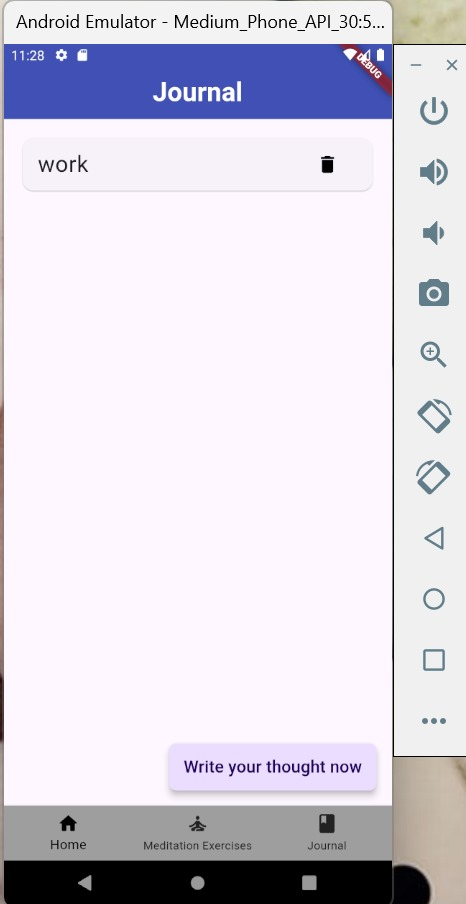 Android Emulator - Medium_Phone_API_30:5...
11:28
DEBUG
Journal
work
Write your thought now
Home
Meditation Exercises
Journal